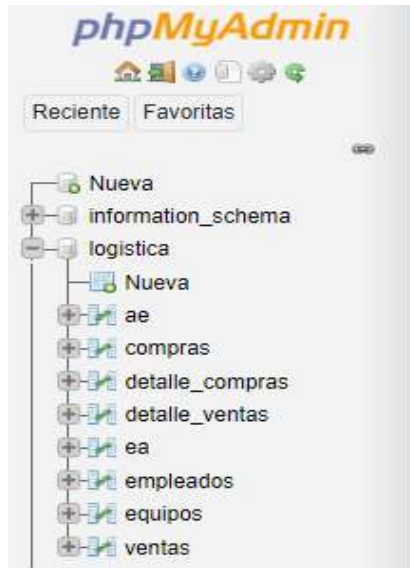 phpMyAdmin
Reciente Favoritas
Nueva
information_schema
logistica
Nueva
ae
compras
detalle_compras
detalle_ventas
ea
empleados
equipos
ventas